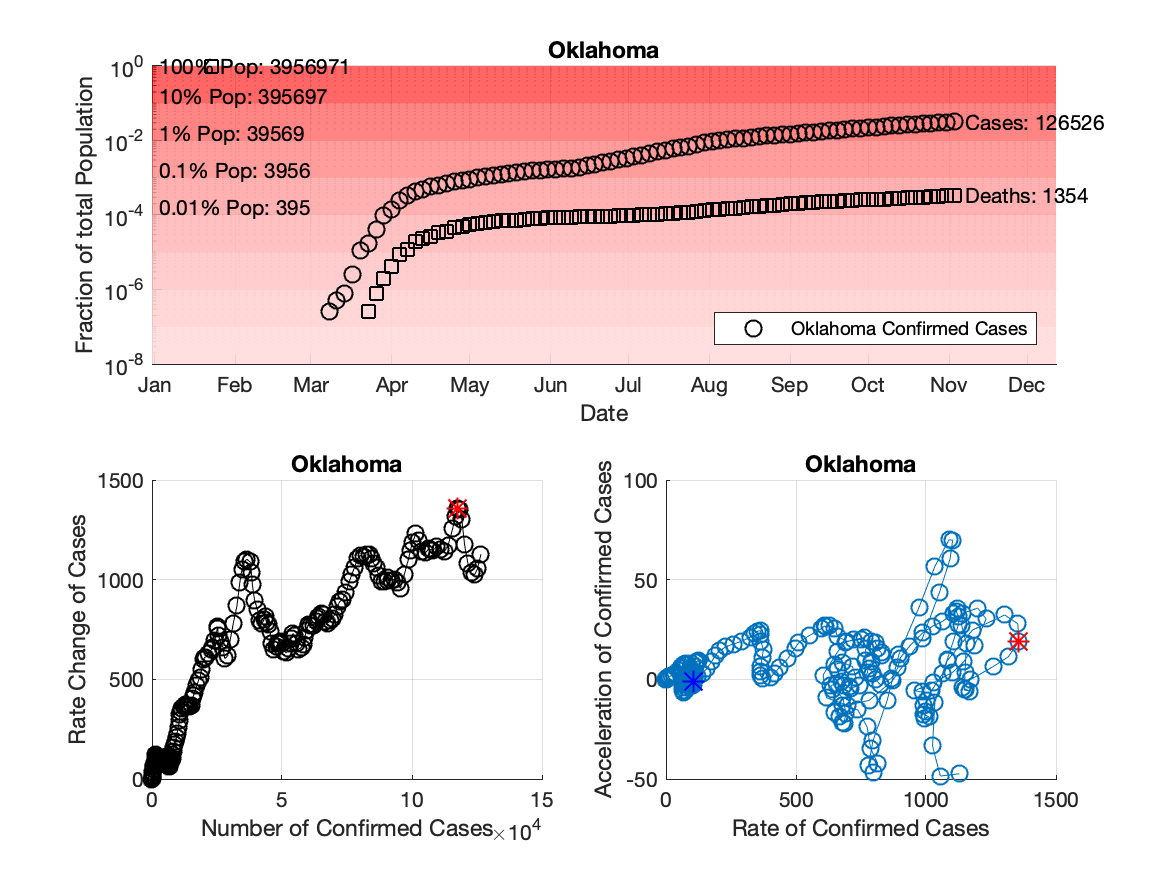 Oklahoma
Fraction of total Population
10^0
10^-2
10^-4
10^-6
10^-8
100% Pop: 3956971
10% Pop: 395697
1% Pop: 39569
0.1% Pop: 3956
0.01% Pop: 395
Cases: 126526
Deaths: 1354
Oklahoma Confirmed Cases
Jan Feb Mar Apr May Jun Jul Aug Sep Oct Nov Dec
Date
Oklahoma
Rate Change of Cases
1500
1000
500
0
0 5 10 15
Number of Confirmed Cases ×10^4
Oklahoma
Acceleration of Confirmed Cases
100
50
0
-50
0 500 1000 1500
Rate of Confirmed Cases